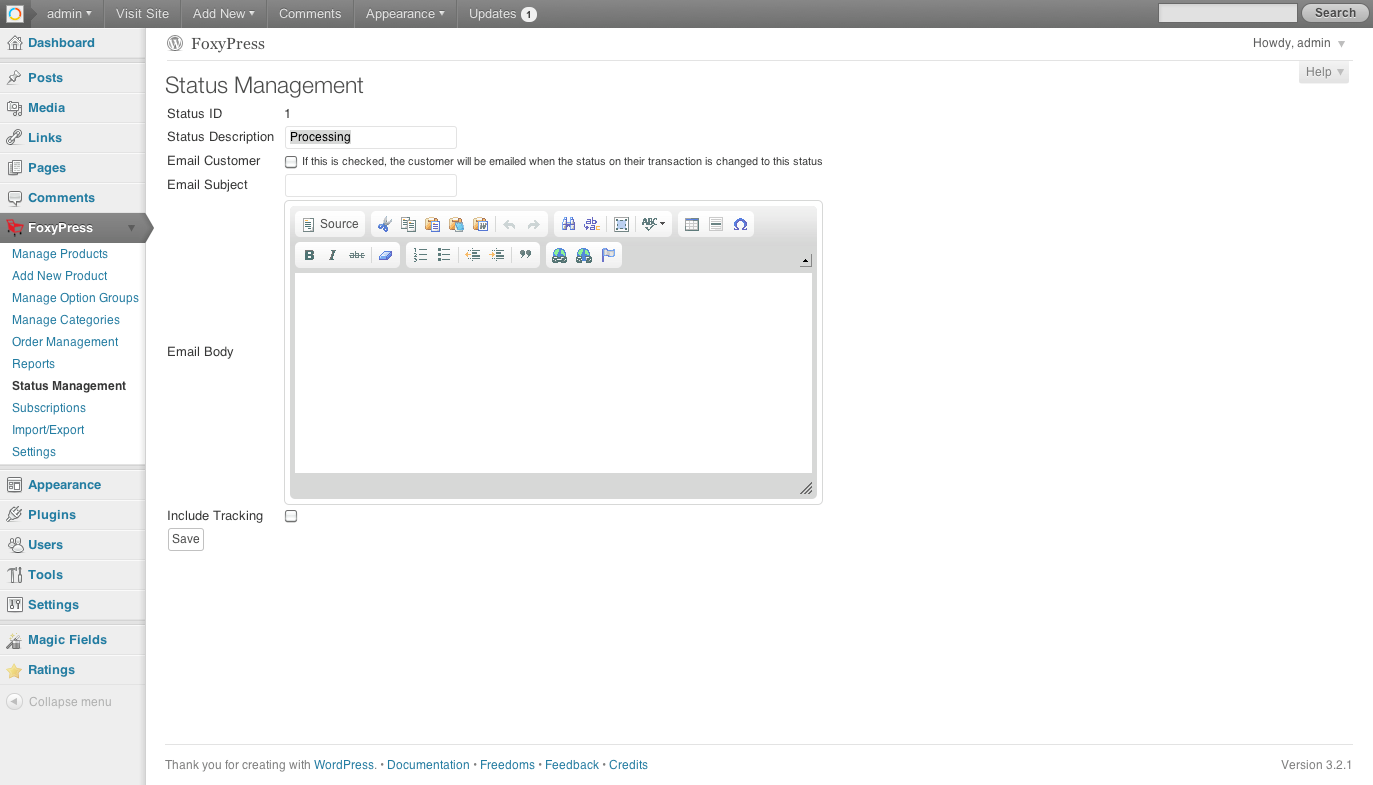 admin Visit Site Add New Comments Appearance Updates 1 Search
Dashboard
Posts
Media
Links
Pages
Comments
FoxyPress
Manage Products
Add New Product
Manage Option Groups
Manage Categories
Order Management
Reports
Status Management
Subscriptions
Import/Export
Settings
Appearance
Plugins
Users
Tools
Settings
Magic Fields
Ratings
Collapse menu
FoxyPress Howdy, admin
Help
Status Management
Status ID 1
Status Description Processing
Email Customer If this is checked, the customer will be emailed when the status on their transaction is changed to this status
Email Subject
Source ABC
B I abc
Email Body
Include Tracking
Save
Thank you for creating with WordPress. • Documentation • Freedoms • Feedback • Credits Version 3.2.1